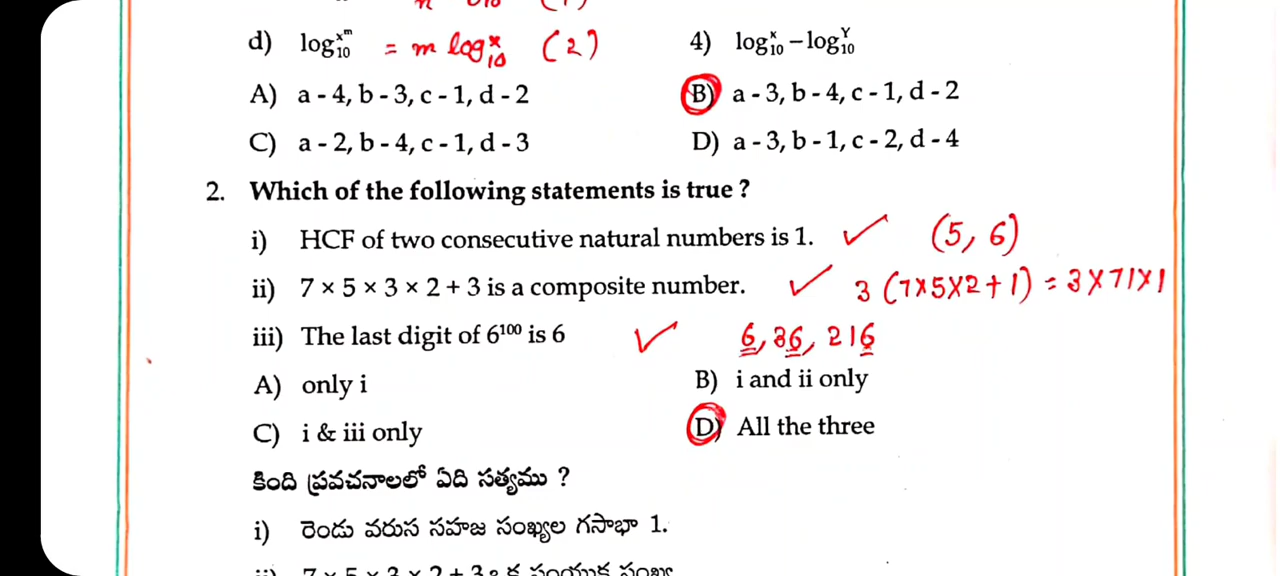 d) log₁₀^{x^m} = m log₁₀^x (2) 4) log₁₀^x – log₁₀^Y
A) a - 4, b - 3, c - 1, d - 2 B) a - 3, b - 4, c - 1, d - 2
C) a - 2, b - 4, c - 1, d - 3 D) a - 3, b - 1, c - 2, d - 4
2. Which of the following statements is true ?
i) HCF of two consecutive natural numbers is 1. ✓ (5, 6)
ii) 7 × 5 × 3 × 2 + 3 is a composite number. ✓ 3 (7×5×2+1) = 3×71×1
iii) The last digit of 6¹⁰⁰ is 6 ✓ 6, 36, 216
A) only i B) i and ii only
C) i & iii only D) All the three
కింది ప్రవచనాలలో ఏది సత్యము ?
i) రెండు వరుస సహజ సంఖ్యల గసాభా 1.